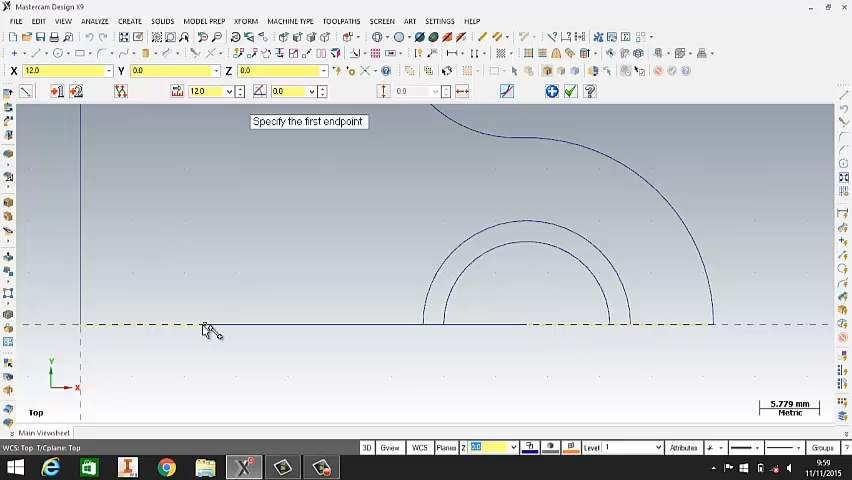 Mastercam Design X9
FILE VIEW ANALYZE CREATE SOLIDS MODEL PREP XFORM MACHINE TYPE TOOLPATHS SCREEN ART SETTINGS HELP
X 12.0 Y 0.0 Z 0.0
12.0 0.0 0.0
Specify the first endpoint
Y
X
Top
5.779 mm
Metric
Main Viewsheet
WCS: Top T/Cplane: Top 3D Gview WCS Planes Z 0.0 Level 1 Attributes Groups
9:59
11/11/2015